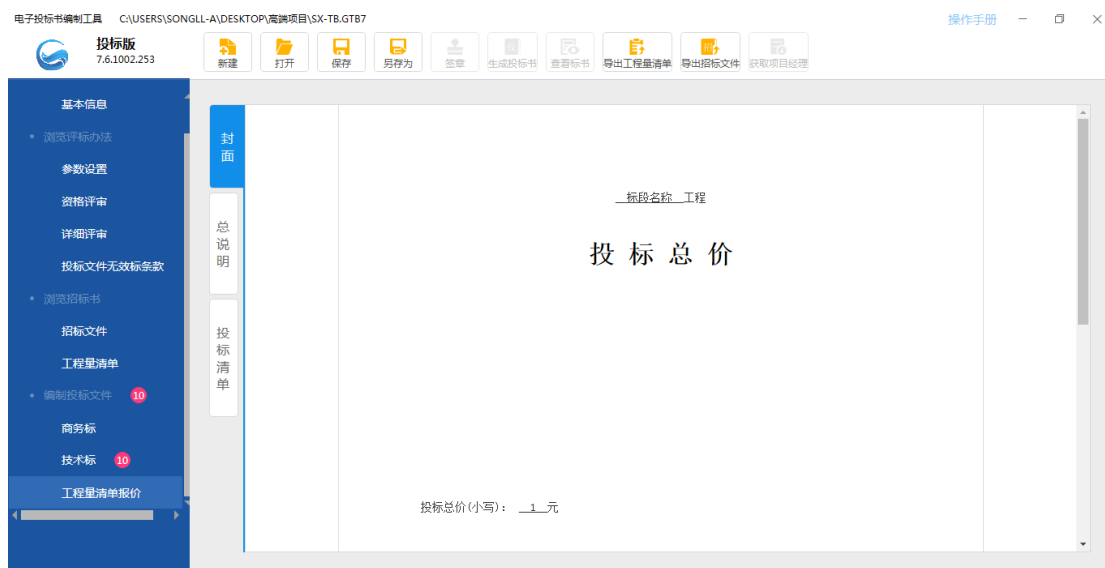 电子投标书编制工具 C:\USERS\SONGLL-A\DESKTOP\高端项目\SX-TB.GTB7
操作手册
投标版
7.6.1002.253
新建
打开
保存
另存为
签章
生成投标书
查看标书
导出工程量清单
导出招标文件
获取项目经理
基本信息
浏览评标办法
参数设置
资格评审
详细评审
投标文件无效标条款
浏览招标书
招标文件
工程量清单
编制投标文件 10
商务标
技术标 10
工程量清单报价
封面
总说明
投标清单
标段名称 工程
投标总价
投标总价(小写): 1 元